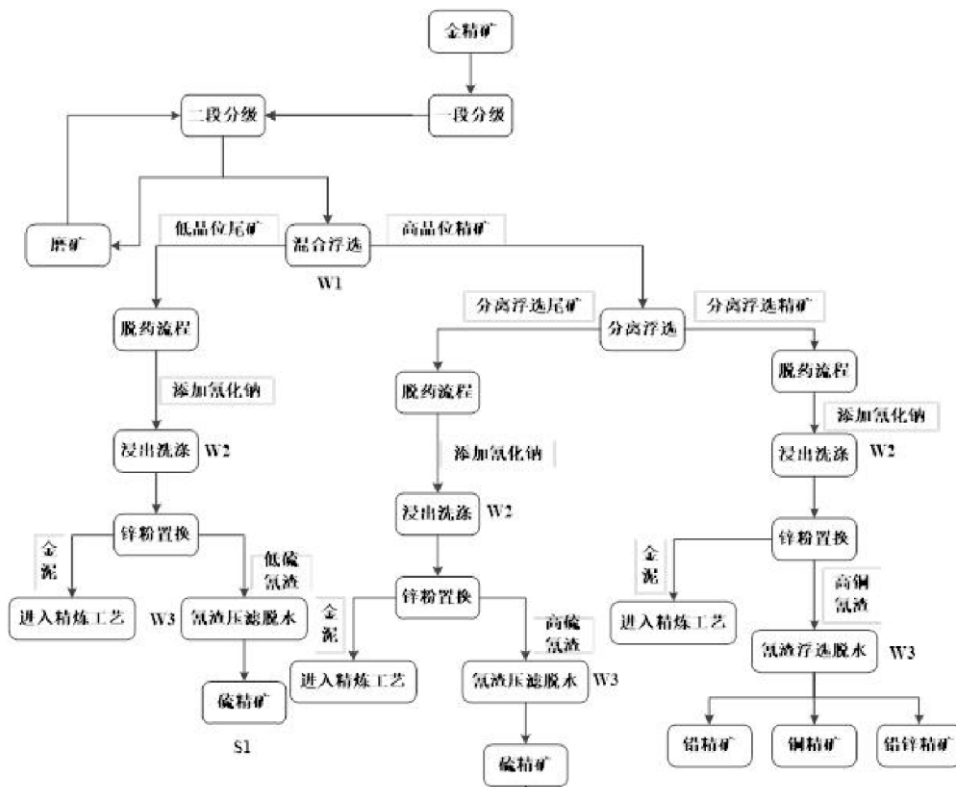 金精矿
二段分级
一段分级
低品位尾矿
高品位精矿
磨矿
混合浮选
W1
分离浮选尾矿
分离浮选精矿
脱药流程
分离浮选
脱药流程
脱药流程
添加氰化钠
添加氰化钠
添加氰化钠
浸出洗涤
W2
浸出洗涤
W2
浸出洗涤
W2
锌粉置换
锌粉置换
金
泥
低硫
氰渣
金
泥
高铜
氰渣
锌粉置换
进入精炼工艺
W3
氰渣压滤脱水
金
泥
高硫
氰渣
进入精炼工艺
氰渣浮选脱水
W3
进入精炼工艺
氰渣压滤脱水
W3
硫精矿
S1
铅精矿
铜精矿
铅锌精矿
硫精矿